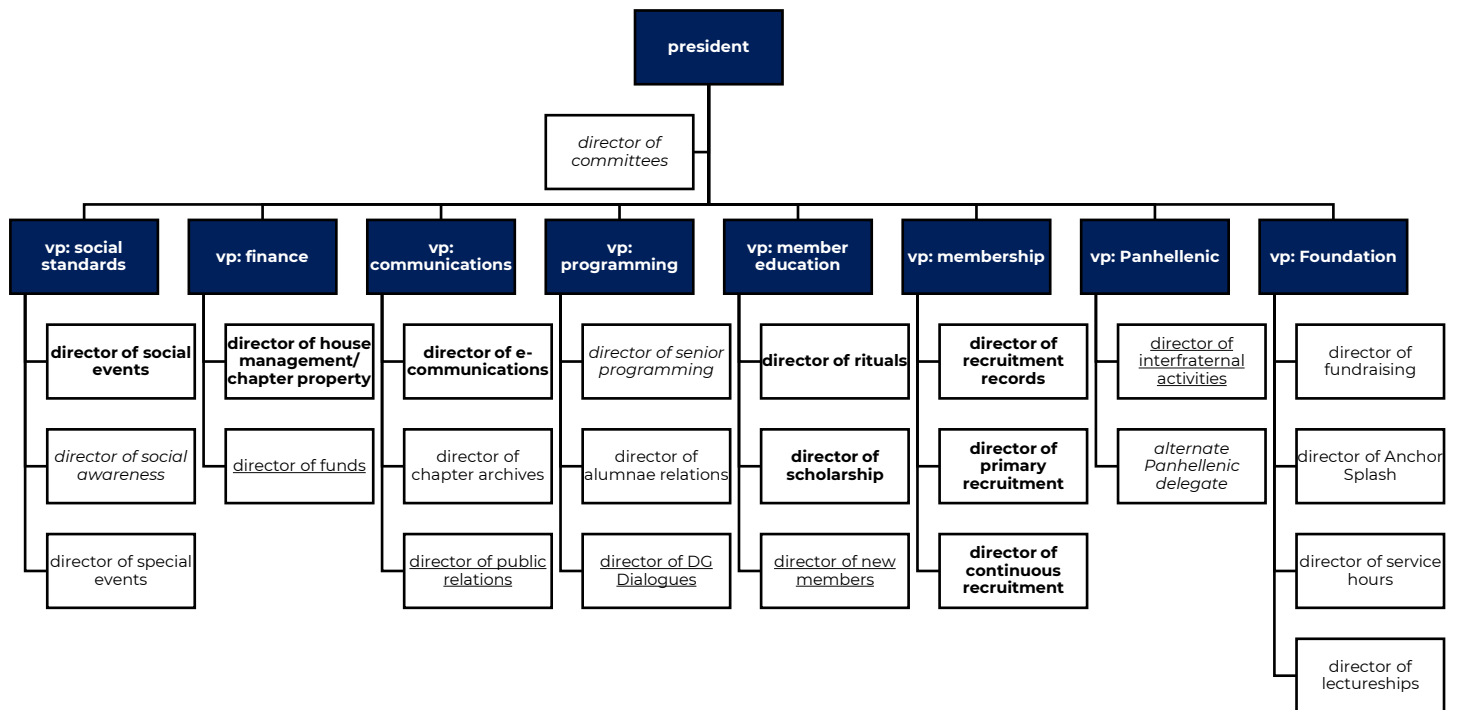 president
director of
committees
vp: social
standards
vp: finance
vp:
communications
vp:
programming
vp: member
education
vp: membership
vp: Panhellenic
vp: Foundation
director of social
events
director of house
management/
chapter property
director of e-
communications
director of senior
programming
director of rituals
director of
recruitment
records
director of
interfraternal
activities
director of
fundraising
director of social
awareness
director of funds
director of
chapter archives
director of
alumnae relations
director of
scholarship
director of
primary
recruitment
alternate
Panhellenic
delegate
director of Anchor
Splash
director of special
events
director of public
relations
director of DG
Dialogues
director of new
members
director of
continuous
recruitment
director of service
hours
director of
lectureships